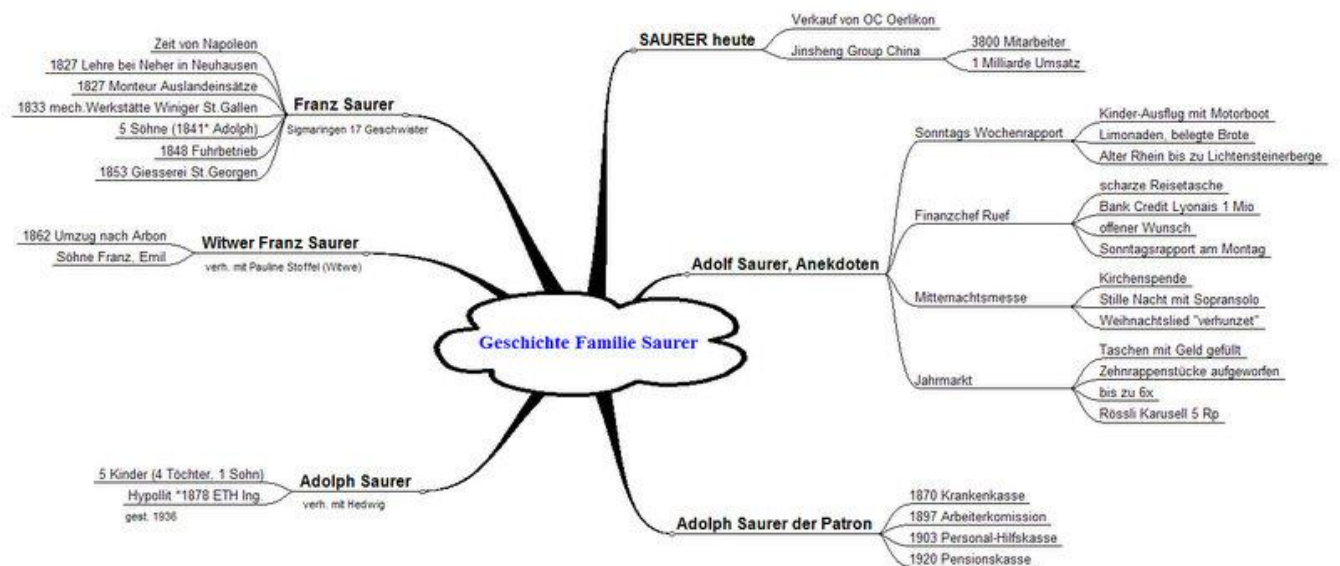 Geschichte Familie Saurer
Franz Saurer
Sigmaringen 17 Geschwister
Zeit von Napoleon
1827 Lehre bei Neher in Neuhausen
1827 Monteur Auslandeinsätze
1833 mech.Werkstätte Winiger St.Gallen
5 Söhne (1841* Adolph)
1848 Fuhrbetrieb
1853 Giesserei St.Georgen
Witwer Franz Saurer
verh. mit Pauline Stoffel (Witwe)
1862 Umzug nach Arbon
Söhne Franz, Emil
Adolph Saurer
verh. mit Hedwig
5 Kinder (4 Töchter, 1 Sohn)
Hypollit *1878 ETH Ing.
gest. 1936
SAURER heute
Verkauf von OC Oerlikon
Jinsheng Group China
3800 Mitarbeiter
1 Milliarde Umsatz
Adolf Saurer, Anekdoten
Sonntags Wochenrapport
Kinder-Ausflug mit Motorboot
Limonaden, belegte Brote
Alter Rhein bis zu Lichtensteinerberge
Finanzchef Ruef
scharze Reisetasche
Bank Credit Lyonais 1 Mio
offener Wunsch
Sonntagsrapport am Montag
Mitternachtsmesse
Kirchenspende
Stille Nacht mit Sopransolo
Weihnachtslied "verhunzet"
Jahrmarkt
Taschen mit Geld gefüllt
Zehnrappenstücke aufgeworfen
bis zu 6x
Rössli Karusell 5 Rp
Adolph Saurer der Patron
1870 Krankenkasse
1897 Arbeiterkomission
1903 Personal-Hilfskasse
1920 Pensionskasse